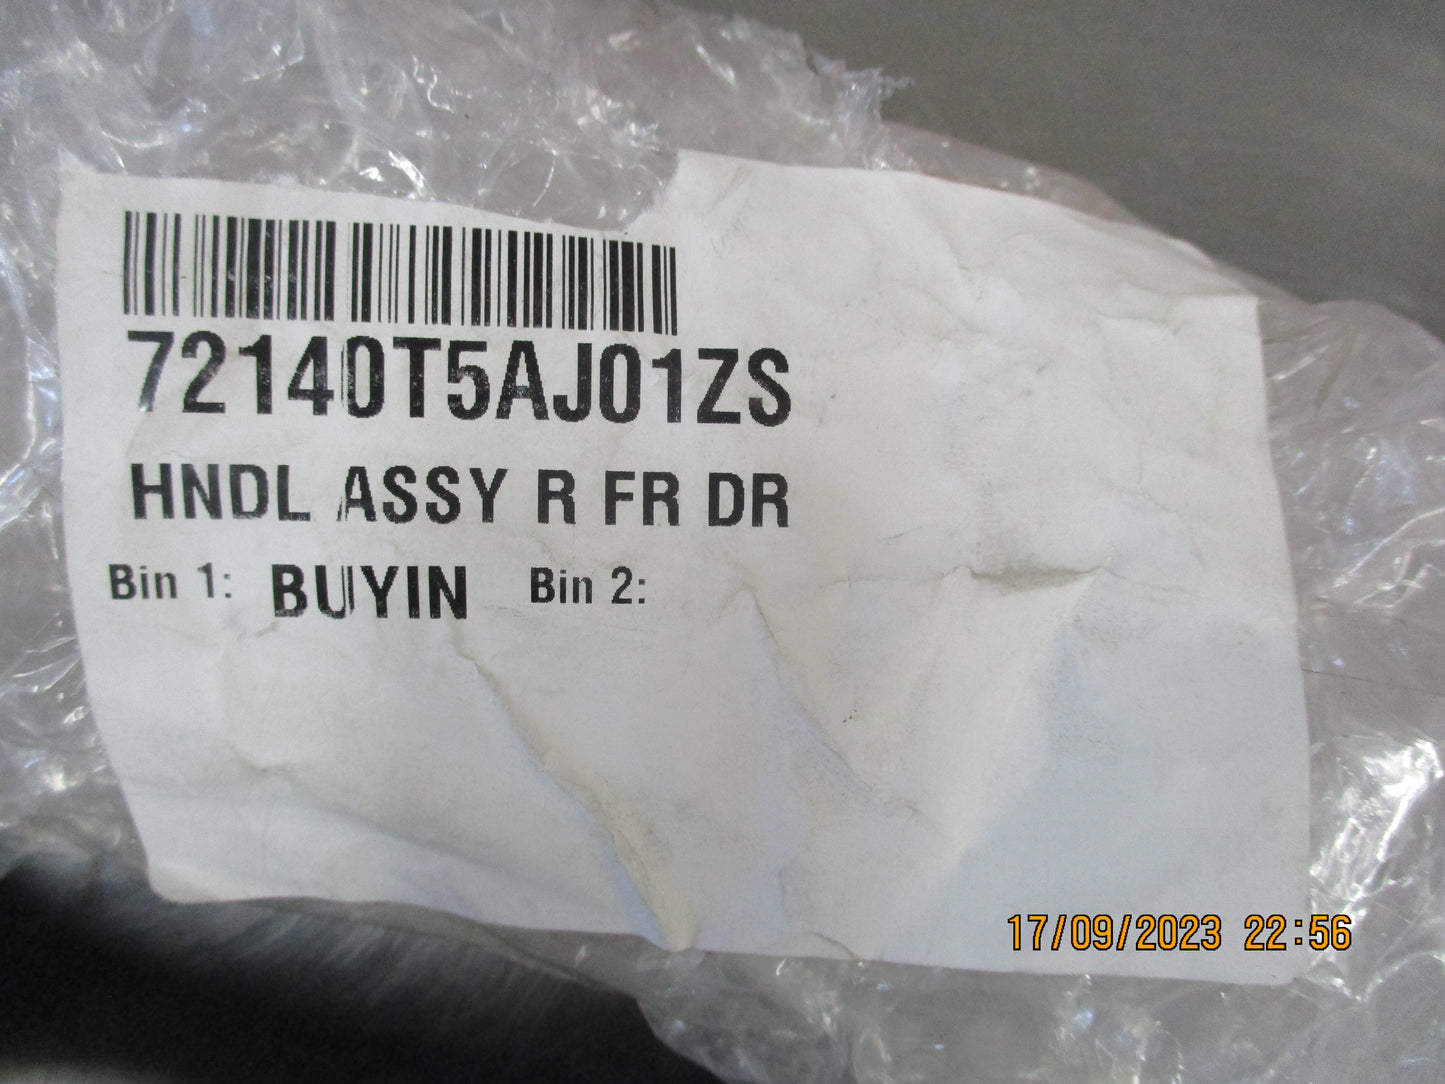 72140T5AJ01ZS
HNDL ASSY R FR DR
Bin 1: BUYIN Bin 2:
17/09/2023 22:56